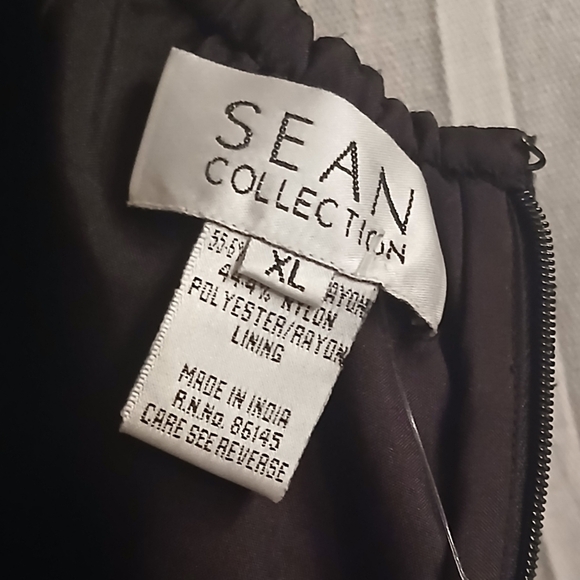 SEAN
COLLECTION
XL
NYLON
POLYESTER/RAYON
LINING
MADE IN INDIA
R.N.No. 86145
CARE SEE REVERSE